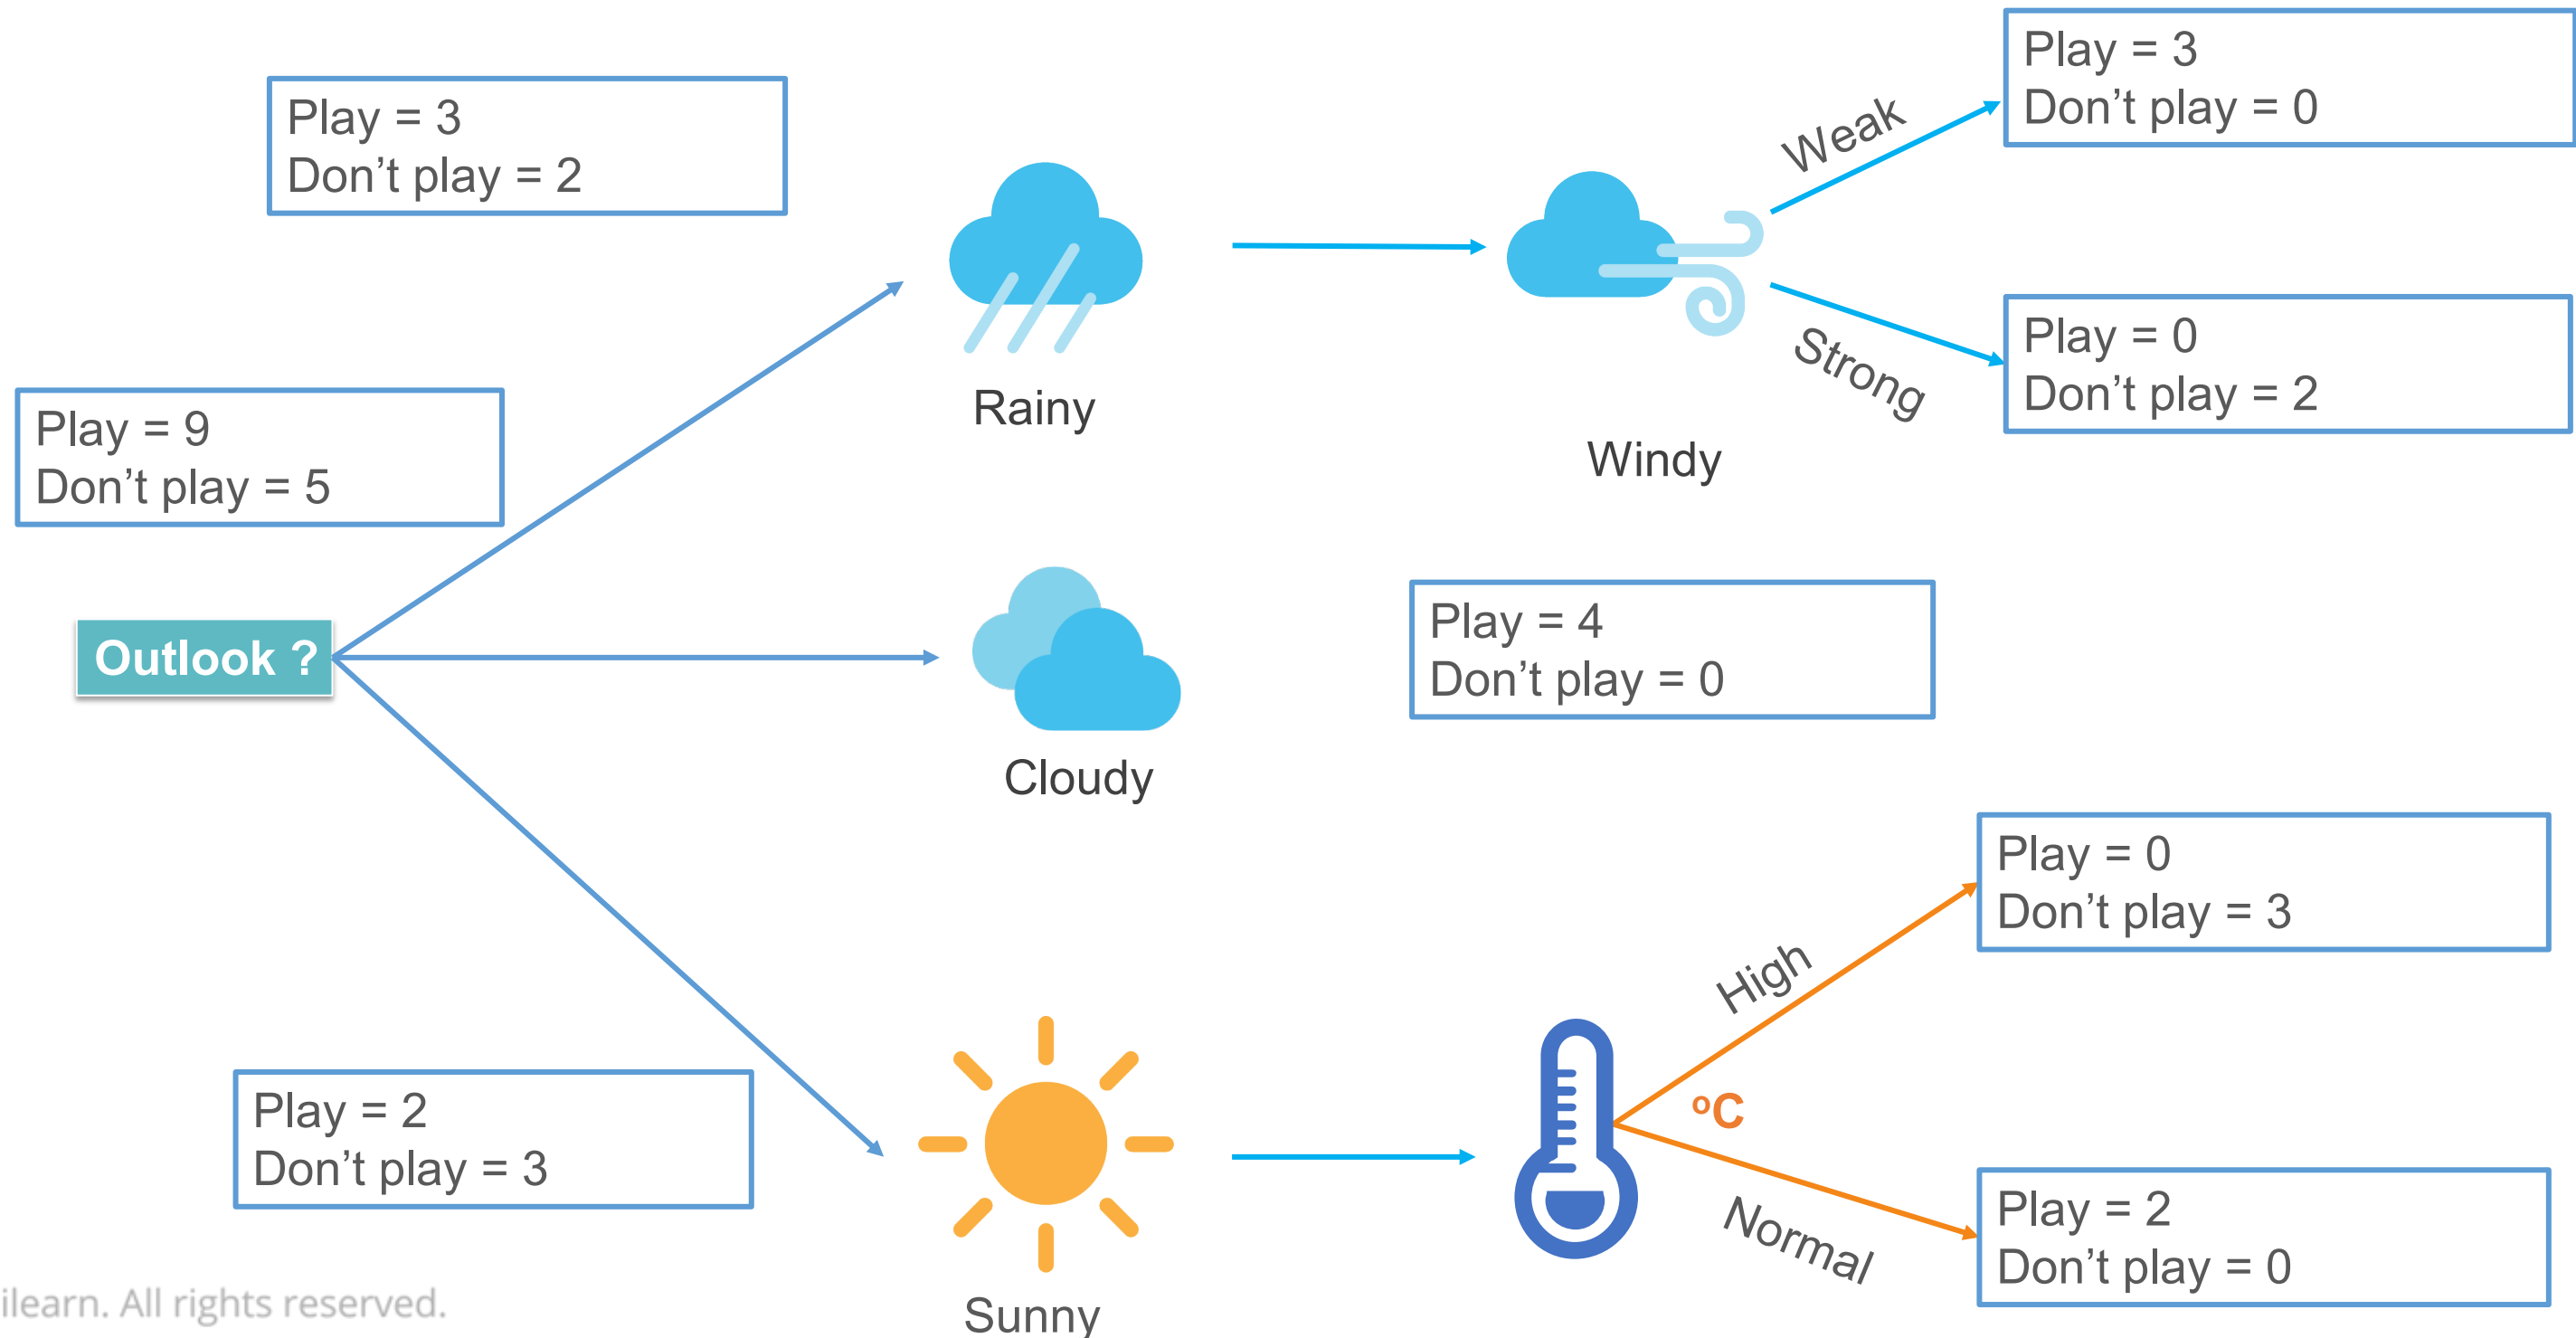 Play = 3
Don’t play = 0
Play = 3
Don’t play = 2
Weak
Play = 0
Don’t play = 2
Strong
Rainy
Windy
Play = 9
Don’t play = 5
Outlook ?
Play = 4
Don’t play = 0
Cloudy
Play = 0
Don’t play = 3
High
Play = 2
Don’t play = 3
ºC
Play = 2
Don’t play = 0
Normal
Sunny
ilearn. All rights reserved.